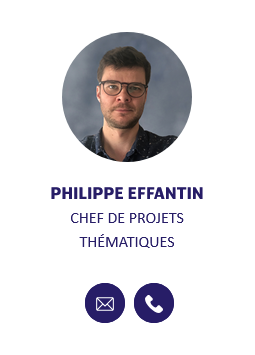 PHILIPPE EFFANTIN
CHEF DE PROJETS
THÉMATIQUES